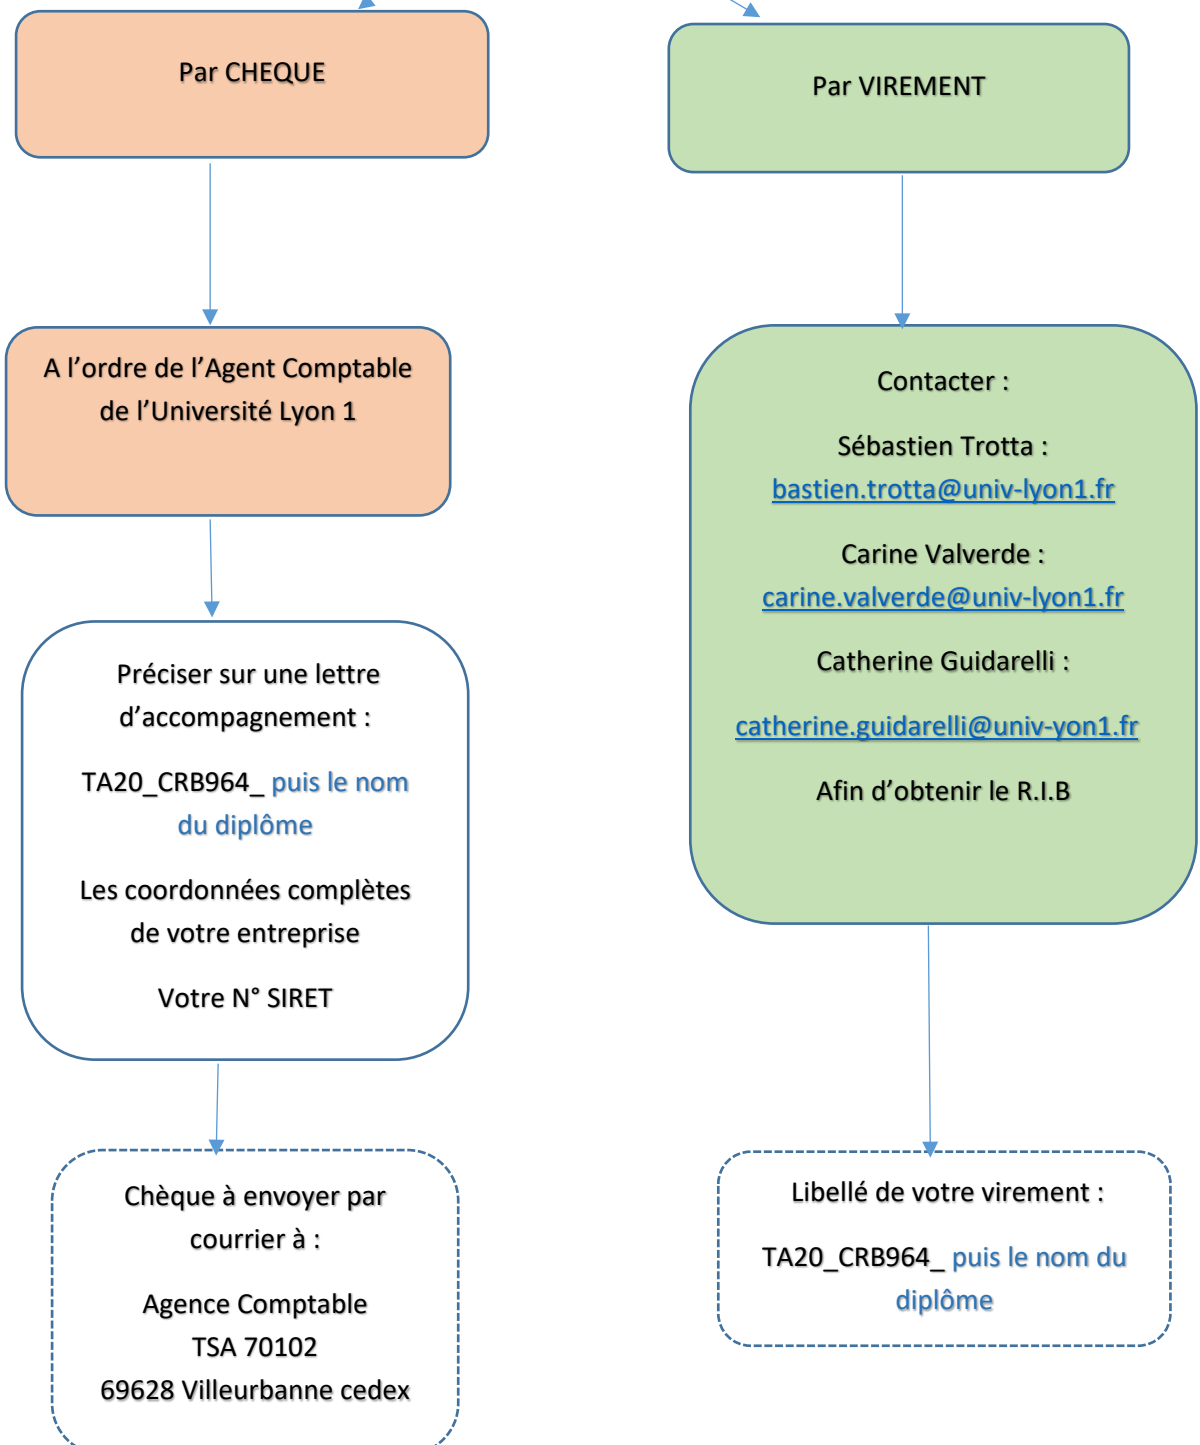 Par CHEQUE
A l’ordre de l’Agent Comptable
de l’Université Lyon 1
Préciser sur une lettre
d’accompagnement :
TA20_CRB964_ puis le nom
du diplôme
Les coordonnées complètes
de votre entreprise
Votre N° SIRET
Chèque à envoyer par
courrier à :
Agence Comptable
TSA 70102
69628 Villeurbanne cedex
Par VIREMENT
Contacter :
Sébastien Trotta :
bastien.trotta@univ-lyon1.fr
Carine Valverde :
carine.valverde@univ-lyon1.fr
Catherine Guidarelli :
catherine.guidarelli@univ-yon1.fr
Afin d’obtenir le R.I.B
Libellé de votre virement :
TA20_CRB964_ puis le nom du
diplôme